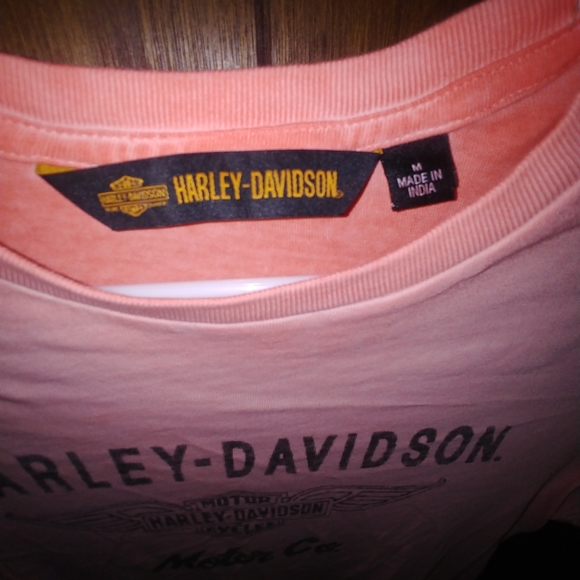 HARLEY-DAVIDSON
M
MADE IN
INDIA
HARLEY-DAVIDSON
ARLEY-DAVIDSON.
MOTOR
HARLEY-DAVIDSON
CYCLES
Motor Co.